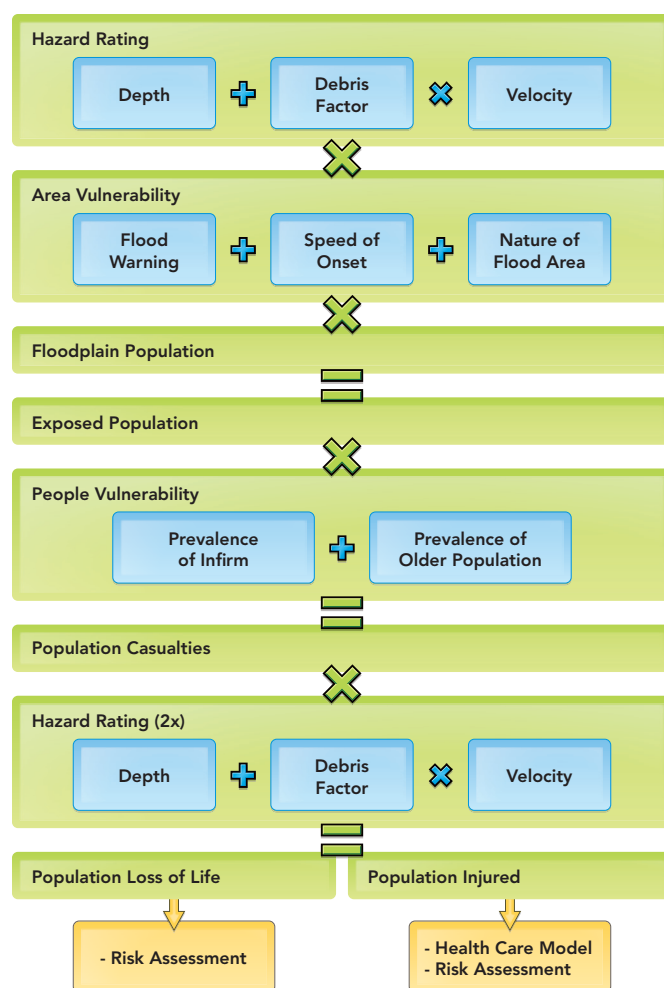 Hazard Rating
Depth
Debris
Factor
Velocity
Area Vulnerability
Flood
Warning
Speed of
Onset
Nature of
Flood Area
Floodplain Population
Exposed Population
People Vulnerability
Prevalence
of Infirm
Prevalence of
Older Population
Population Casualties
Hazard Rating (2x)
Depth
Debris
Factor
Velocity
Population Loss of Life
Population Injured
- Risk Assessment
- Health Care Model
- Risk Assessment